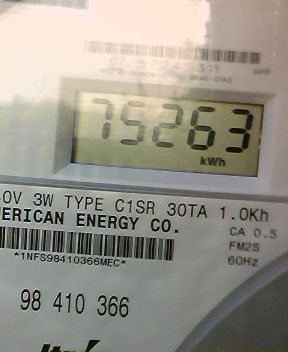 75263
kWh
0V 3W TYPE C1SR 30TA 1.0Kh
ERICAN ENERGY CO.
CA 0.5
FM2S
*1NFS98410366MEC*
60Hz
98 410 366